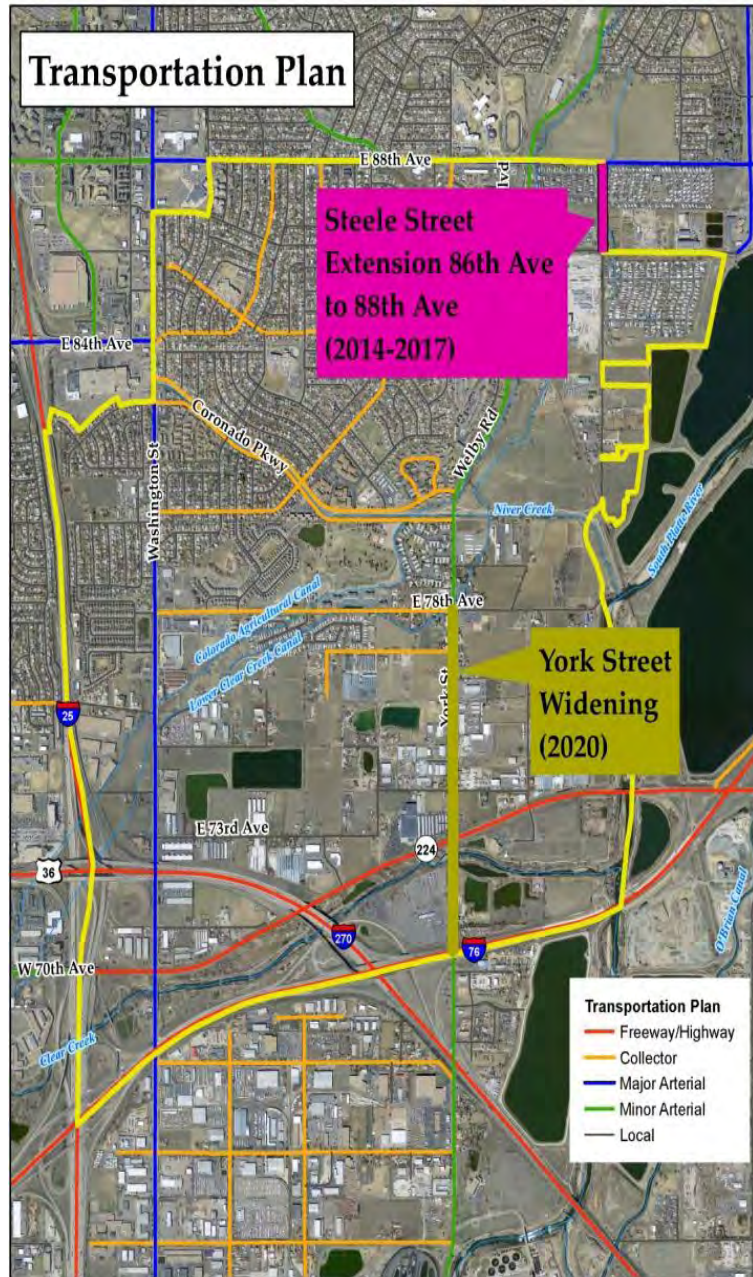 Transportation Plan
E 88th Ave
lvd
Steele Street
Extension 86th Ave
to 88th Ave
(2014-2017)
E 84th Ave
Coronado Pkwy
Welby Rd
Washington St
Niver Creek
South Platte River
E 78th Ave
Colorado Agricultural Canal
Lower Clear Creek Canal
York St
York Street
Widening
(2020)
25
E 73rd Ave
224
36
270
76
O'Brian Canal
W 70th Ave
Clear Creek
Transportation Plan
Freeway/Highway
Collector
Major Arterial
Minor Arterial
Local